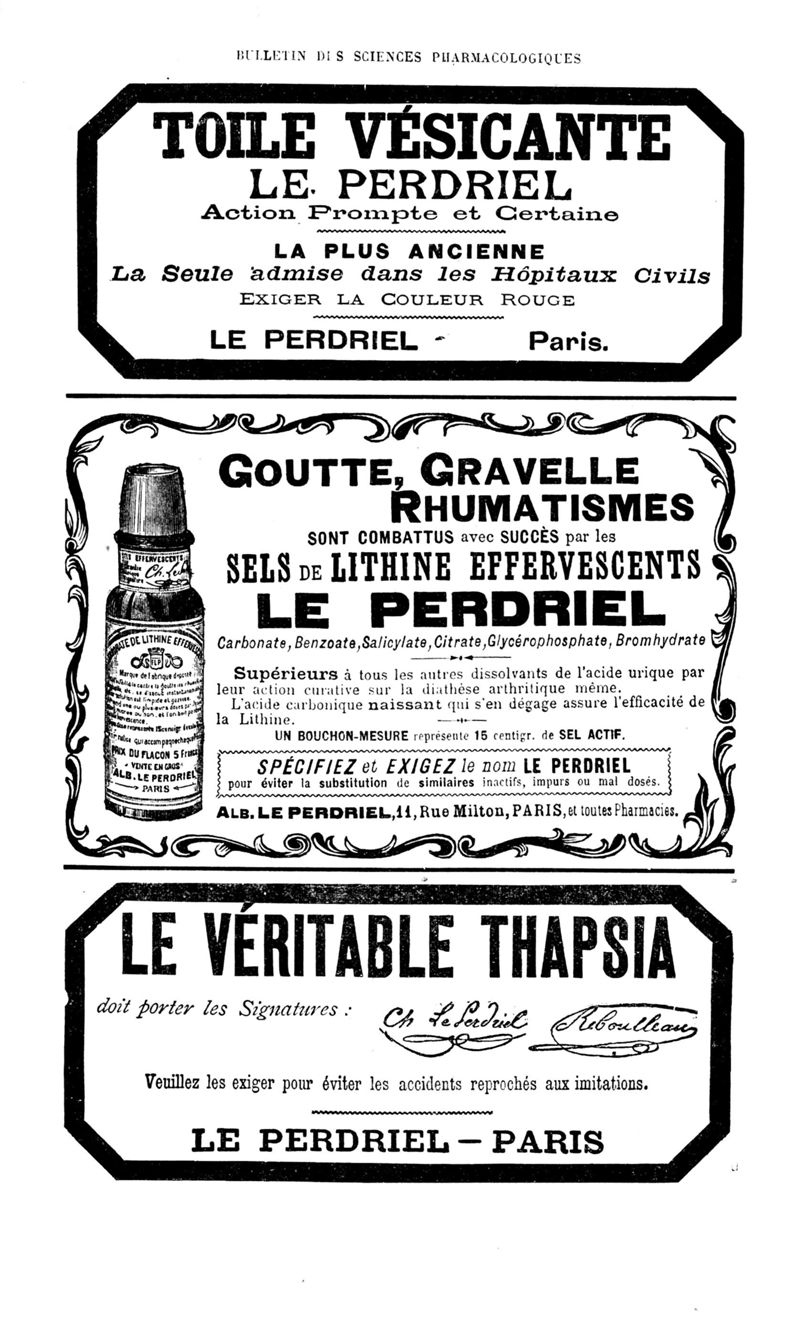 BULLETIN DES SCIENCES PHARMACOLOGIQUES
TOILE VÉSICANTE
LE PERDRIEL
Action Prompte et Certaine
LA PLUS ANCIENNE
La Seule admise dans les Hôpitaux Civils
EXIGER LA COULEUR ROUGE
LE PERDRIEL - Paris.
GOUTTE, GRAVELLE
RHUMATISMES
SONT COMBATTUS avec SUCCÈS par les
SELS DE LITHINE EFFERVESCENTS
LE PERDRIEL
Carbonate, Benzoate, Salicylate, Citrate, Glycérophosphate, Bromhydrate
Supérieurs à tous les autres dissolvants de l'acide urique par
leur action curative sur la diathèse arthritique même.
L'acide carbonique naissant qui s'en dégage assure l'efficacité de
la Lithine.
UN BOUCHON-MESURE représente 15 centigr. de SEL ACTIF.
SPÉCIFIEZ et EXIGEZ le nom LE PERDRIEL
pour éviter la substitution de similaires inactifs, impurs ou mal dosés.
ALB. LE PERDRIEL, 11, Rue Milton, PARIS, et toutes Pharmacies.
EFFERVESCENTS
DE LITHINE
Marque de Fabrique déposée
PRIX DU FLACON 5 Francs
VENTE EN GROS
ALB. LE PERDRIEL
PARIS
LE VÉRITABLE THAPSIA
doit porter les Signatures :
Ch Le Perdriel Reboulleau
Veuillez les exiger pour éviter les accidents reprochés aux imitations.
LE PERDRIEL — PARIS